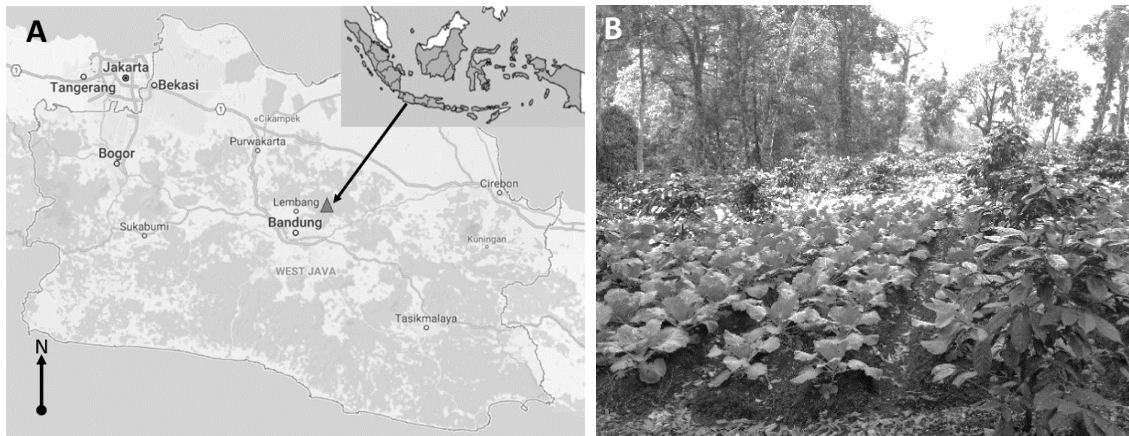 A
Jakarta
Tangerang
Bekasi
1
1
Cikampek
Purwakarta
Bogor
Cirebon
Lembang
Bandung
Sukabumi
Kuningan
WEST JAVA
Tasikmalaya
N
B